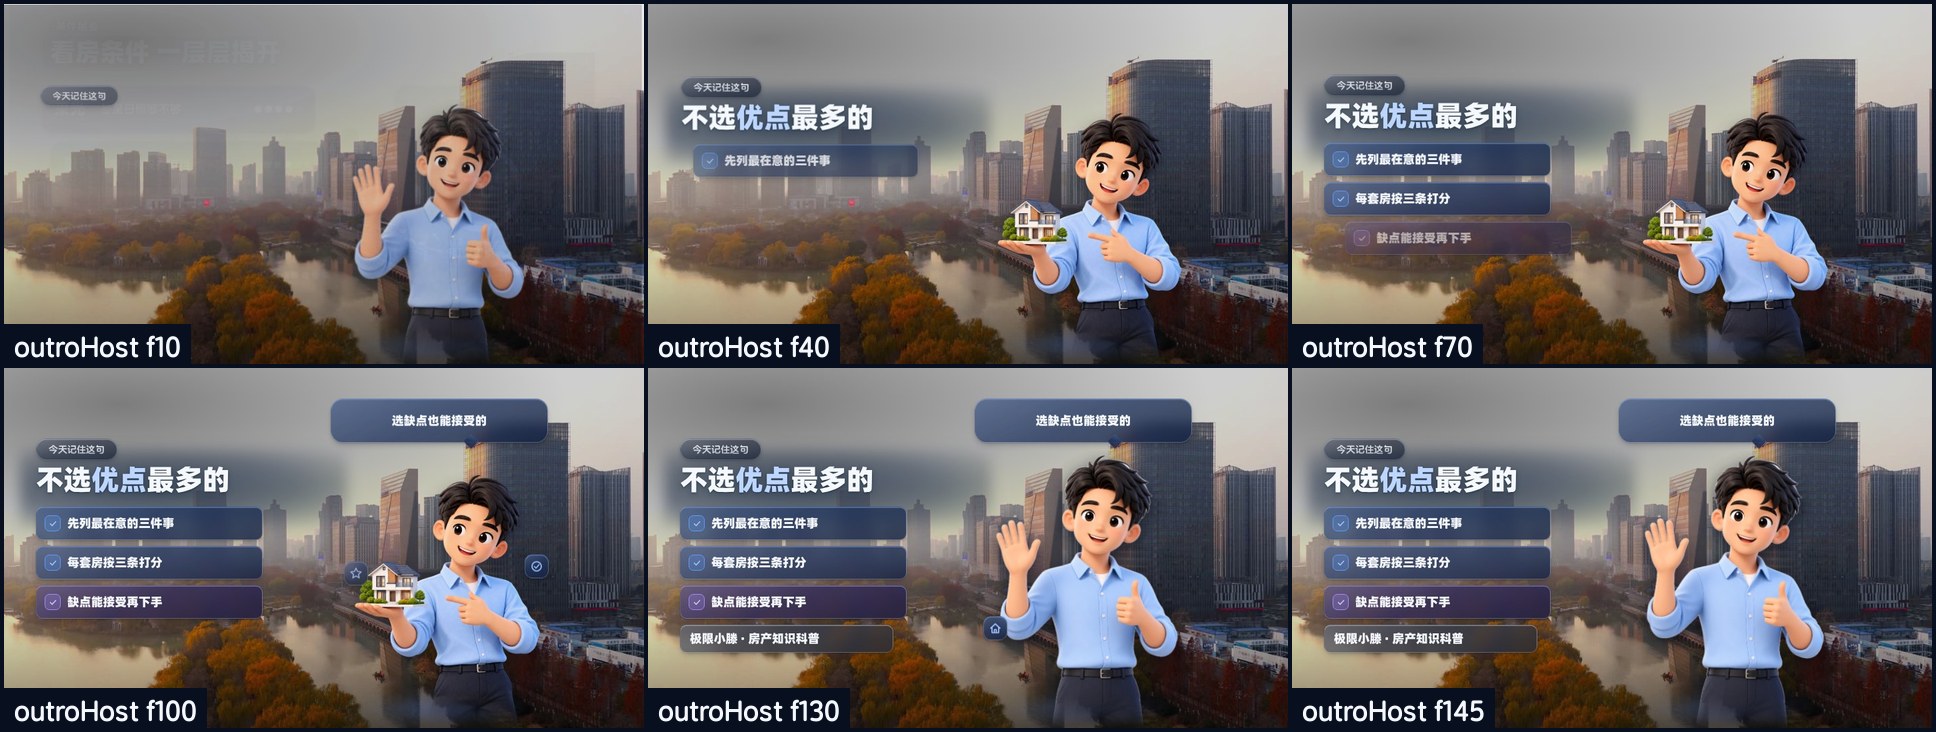 看房条件 一层层揭开
今天记住这句
outroHost f10
今天记住这句
不选优点最多的
先列最在意的三件事
outroHost f40
今天记住这句
不选优点最多的
先列最在意的三件事
每套房按三条打分
缺点能接受再下手
outroHost f70
选缺点也能接受的
今天记住这句
不选优点最多的
先列最在意的三件事
每套房按三条打分
缺点能接受再下手
outroHost f100
选缺点也能接受的
今天记住这句
不选优点最多的
先列最在意的三件事
每套房按三条打分
缺点能接受再下手
极限小滕·房产知识科普
outroHost f130
选缺点也能接受的
今天记住这句
不选优点最多的
先列最在意的三件事
每套房按三条打分
缺点能接受再下手
极限小滕·房产知识科普
outroHost f145